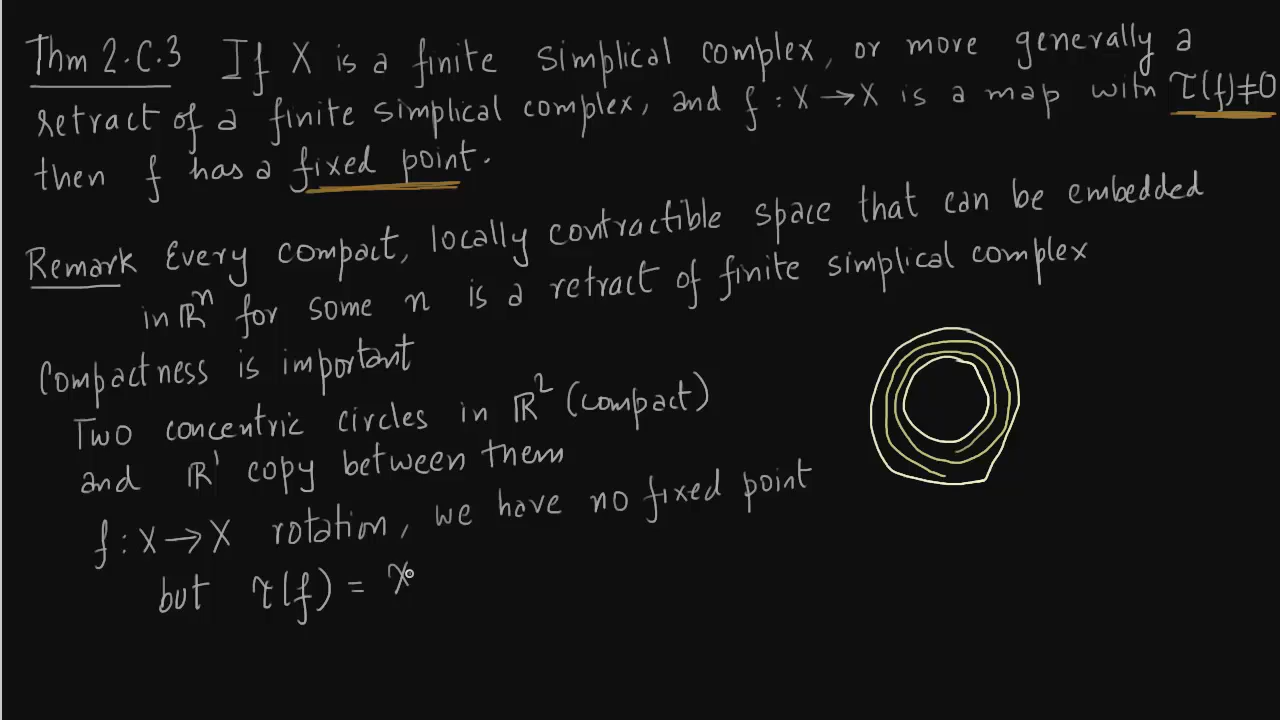 Thm 2.C.3 If X is a finite simplical complex, or more generally a
retract of a finite simplical complex, and f : X → X is a map with τ(f)≠0
then f has a fixed point.
Remark Every compact, locally contractible space that can be embedded
in ℝⁿ for some n is a retract of finite simplical complex
Compactness is important
Two concentric circles in ℝ² (compact)
and ℝ¹ copy between them
f : X → X rotation, we have no fixed point
but τ(f) = χ